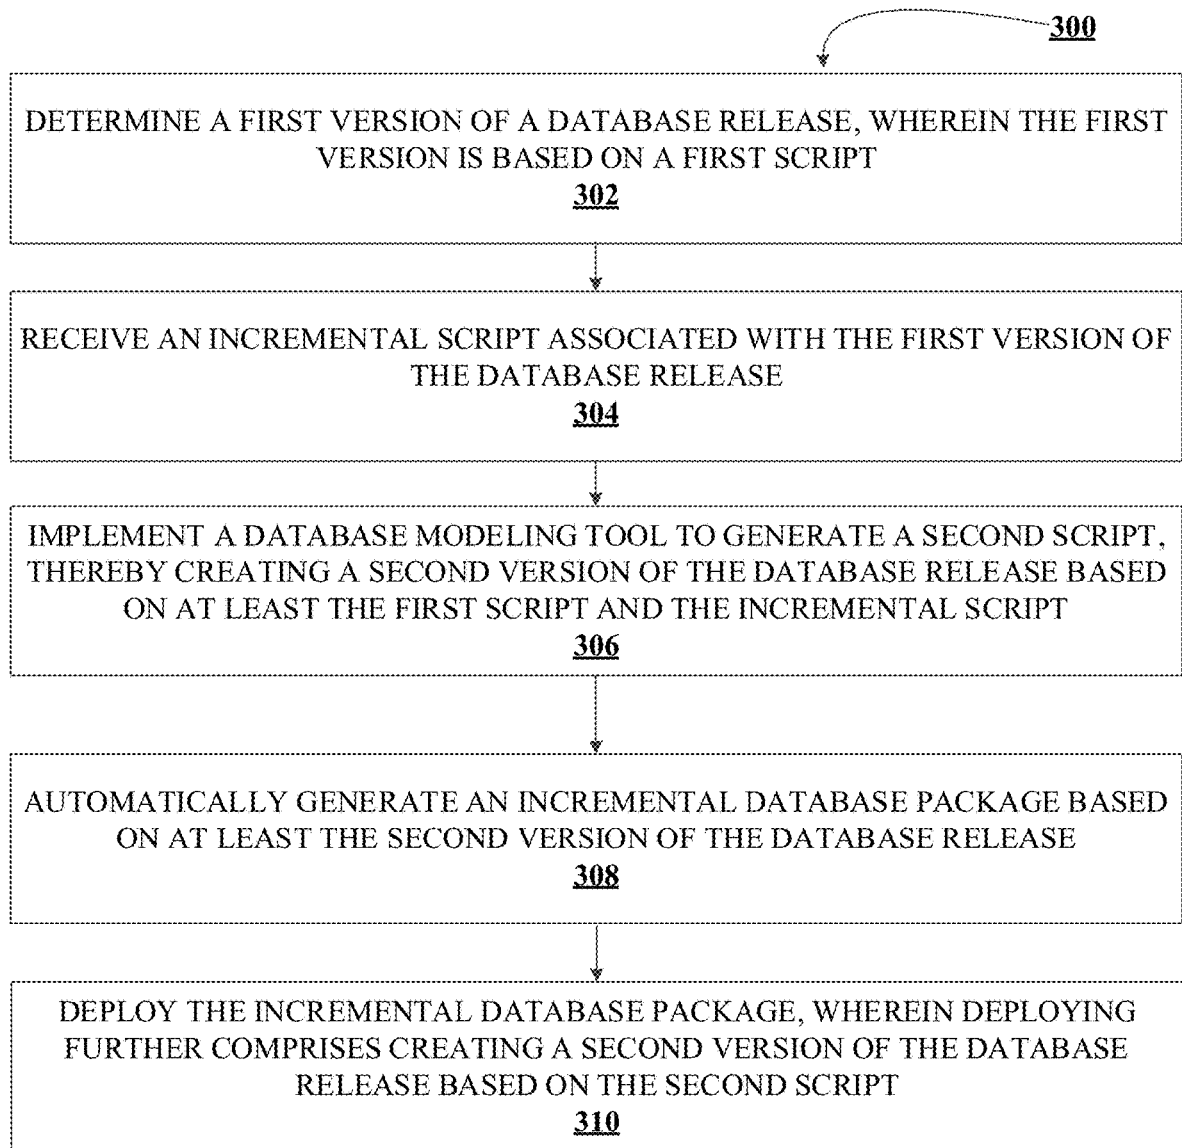 300
DETERMINE A FIRST VERSION OF A DATABASE RELEASE, WHEREIN THE FIRST
VERSION IS BASED ON A FIRST SCRIPT
302
RECEIVE AN INCREMENTAL SCRIPT ASSOCIATED WITH THE FIRST VERSION OF
THE DATABASE RELEASE
304
IMPLEMENT A DATABASE MODELING TOOL TO GENERATE A SECOND SCRIPT,
THEREBY CREATING A SECOND VERSION OF THE DATABASE RELEASE BASED
ON AT LEAST THE FIRST SCRIPT AND THE INCREMENTAL SCRIPT
306
AUTOMATICALLY GENERATE AN INCREMENTAL DATABASE PACKAGE BASED
ON AT LEAST THE SECOND VERSION OF THE DATABASE RELEASE
308
DEPLOY THE INCREMENTAL DATABASE PACKAGE, WHEREIN DEPLOYING
FURTHER COMPRISES CREATING A SECOND VERSION OF THE DATABASE
RELEASE BASED ON THE SECOND SCRIPT
310